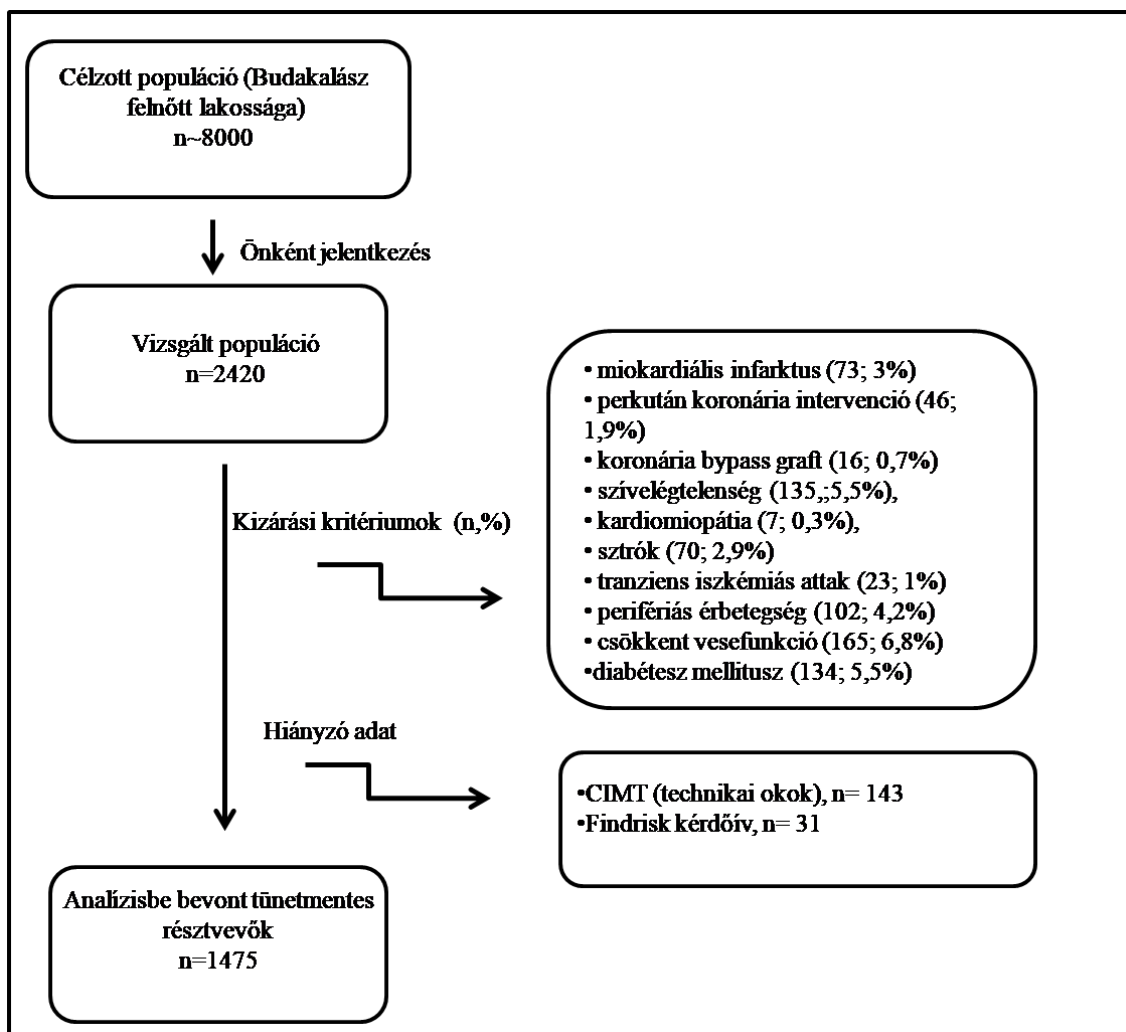 Célzott populáció (Budakalász
felnőtt lakossága)
n~8000
Önként jelentkezés
Vizsgált populáció
n=2420
Kizárási kritériumok (n,%)
• miokardiális infarktus (73; 3%)
• perkután koronária intervenció (46;
1,9%)
• koronária bypass graft (16; 0,7%)
• szívelégtelenség (135,;5,5%),
• kardiomiopátia (7; 0,3%),
• sztrók (70; 2,9%)
• tranziens iszkémiás attak (23; 1%)
• perifériás érbetegség (102; 4,2%)
• csökkent vesefunkció (165; 6,8%)
•diabétesz mellitusz (134; 5,5%)
Hiányzó adat
•CIMT (technikai okok), n= 143
•Findrisk kérdőív, n= 31
Analízisbe bevont tünetmentes
résztvevők
n=1475